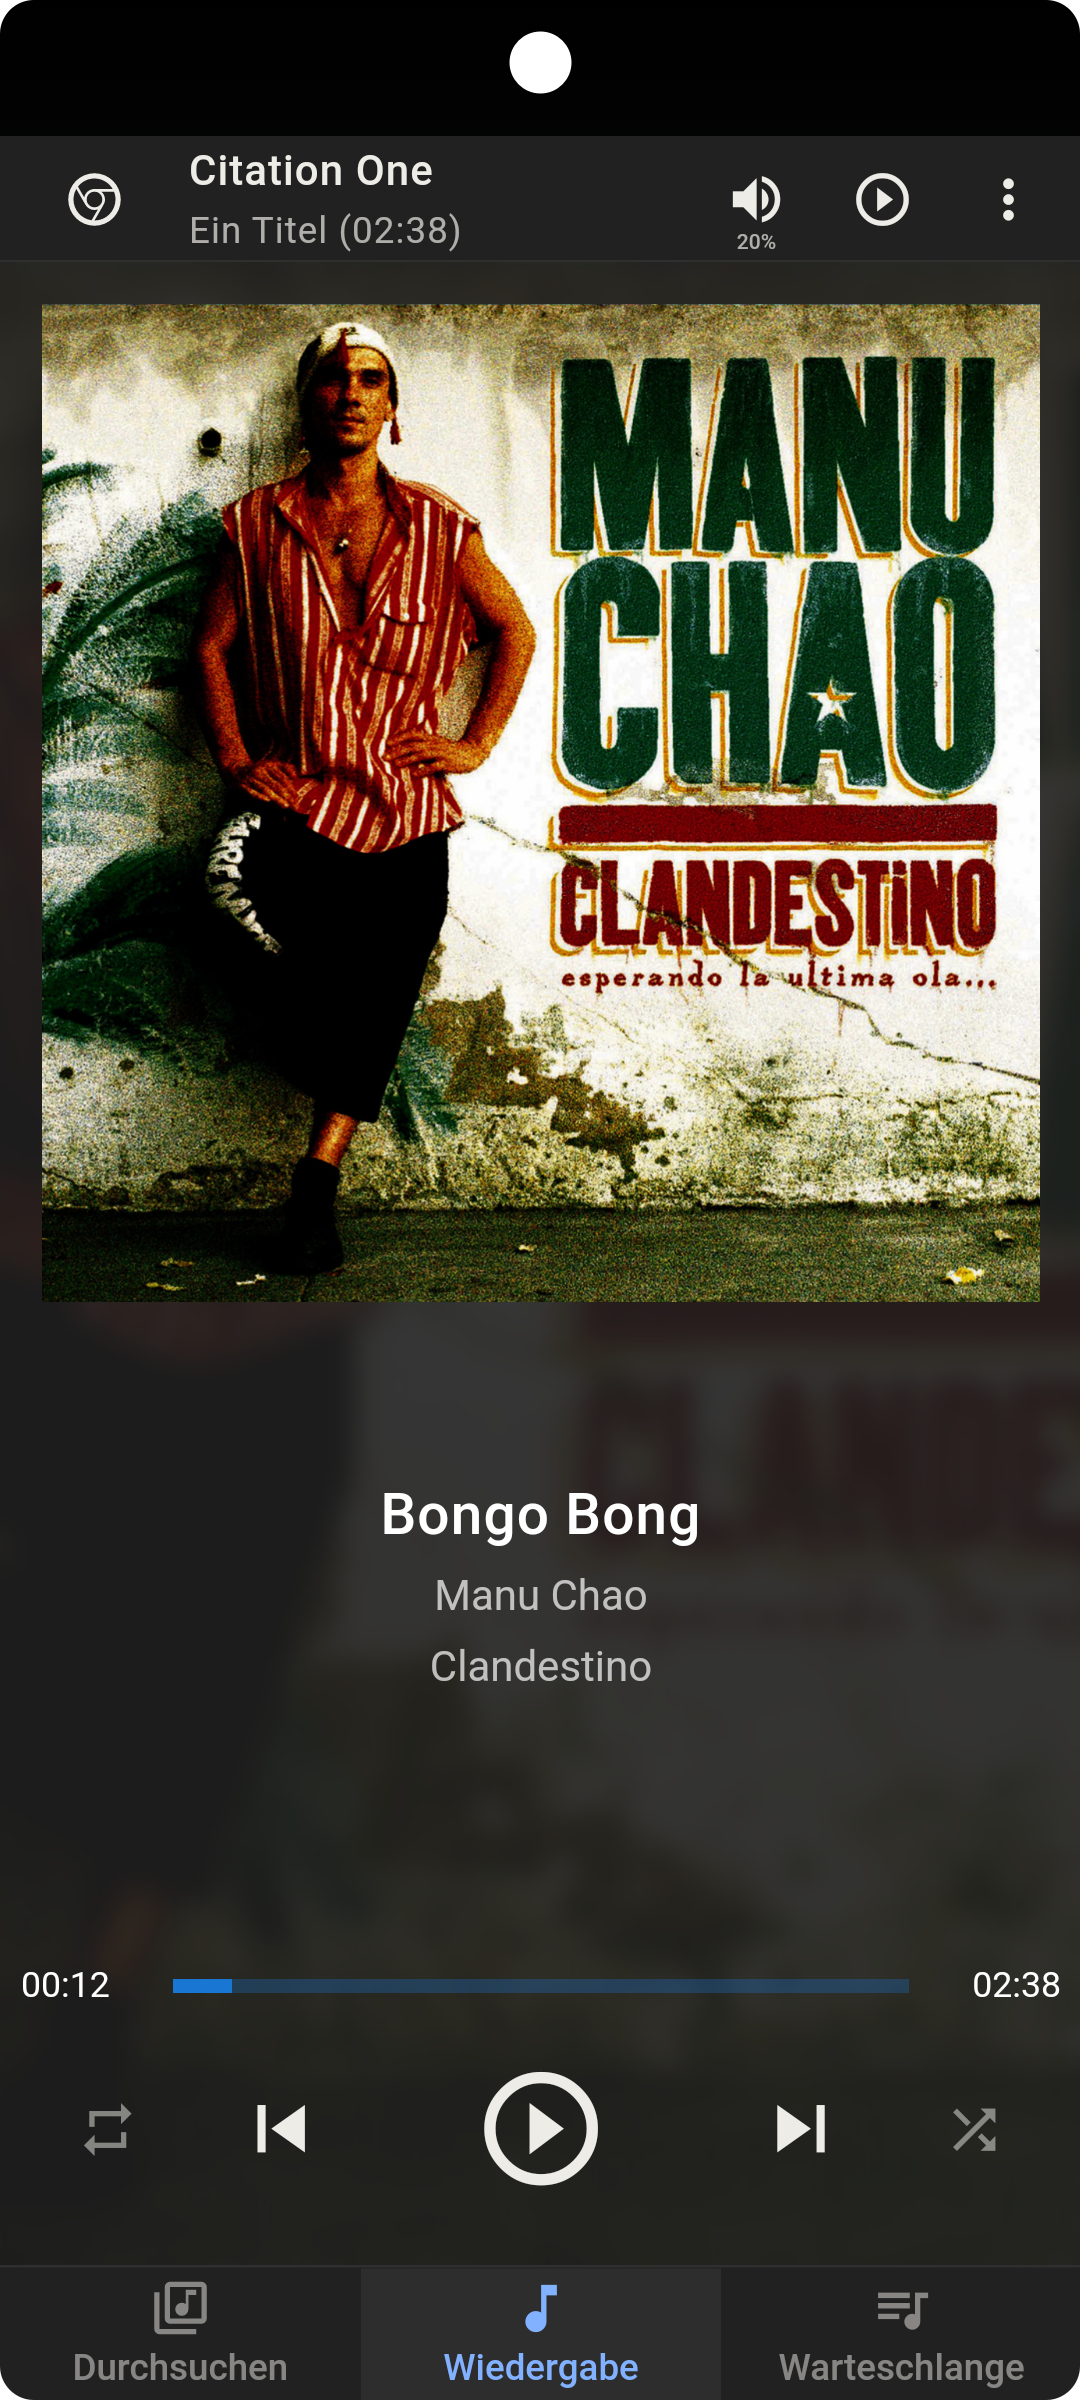 Citation One
Ein Titel (02:38)
20%
MANU
CHAO
CLANDESTiNO
esperando la ultima ola...
Bongo Bong
Manu Chao
Clandestino
00:12
02:38
Durchsuchen
Wiedergabe
Warteschlange